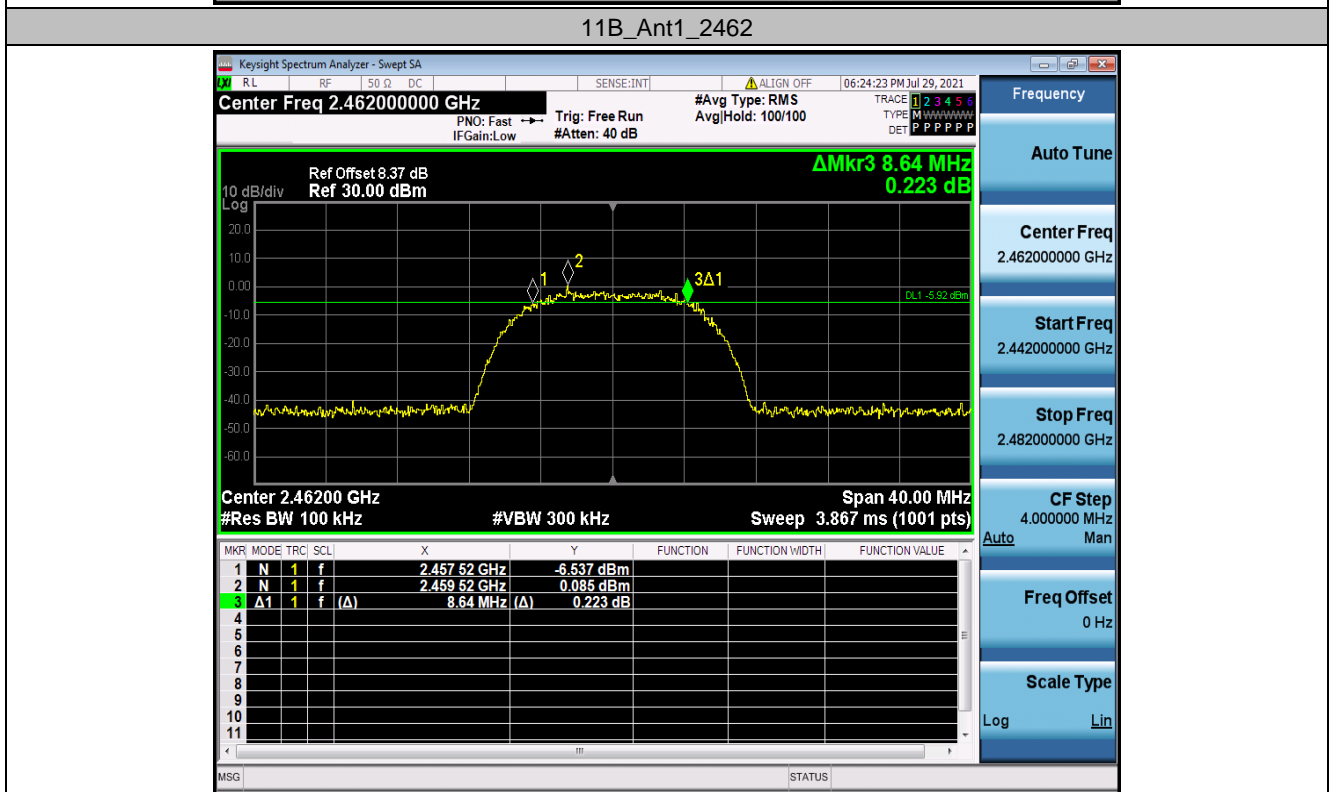 11B_Ant1_2462
Keysight Spectrum Analyzer - Swept SA
LXI RL RF 50 Ω DC SENSE:INT ALIGN OFF 06:24:23 PM Jul 29, 2021
Center Freq 2.462000000 GHz #Avg Type: RMS TRACE 1 2 3 4 5 6
PNO: Fast Trig: Free Run Avg|Hold: 100/100 TYPE M WWWWW
IFGain:Low #Atten: 40 dB DET P P P P P P
Frequency
ΔMkr3 8.64 MHz
0.223 dB
Ref Offset 8.37 dB
10 dB/div Ref 30.00 dBm
Log
20.0
10.0
0.00
-10.0
-20.0
-30.0
-40.0
-50.0
-60.0
1
2
3Δ1
DL1 -5.92 dBm
Center 2.46200 GHz Span 40.00 MHz
#Res BW 100 kHz #VBW 300 kHz Sweep 3.867 ms (1001 pts)
MKR MODE TRC SCL X Y FUNCTION FUNCTION WIDTH FUNCTION VALUE
1 N 1 f 2.457 52 GHz -6.537 dBm
2 N 1 f 2.459 52 GHz 0.085 dBm
3 Δ1 1 f (Δ) 8.64 MHz (Δ) 0.223 dB
4
5
6
7
8
9
10
11
Auto Tune
Center Freq
2.462000000 GHz
Start Freq
2.442000000 GHz
Stop Freq
2.482000000 GHz
CF Step
4.000000 MHz
Auto Man
Freq Offset
0 Hz
Scale Type
Log Lin
MSG STATUS